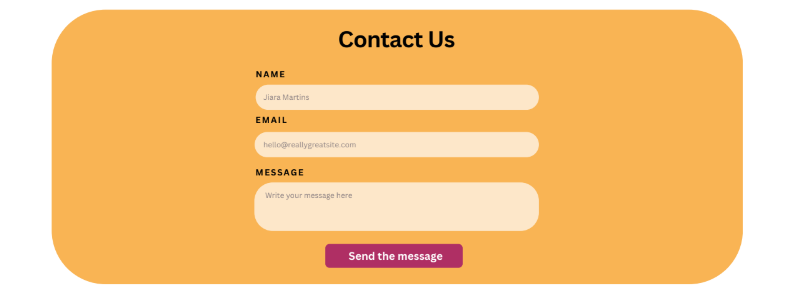 Contact Us
NAME
Jiara Martins
EMAIL
hello@reallygreatsite.com
MESSAGE
Write your message here
Send the message